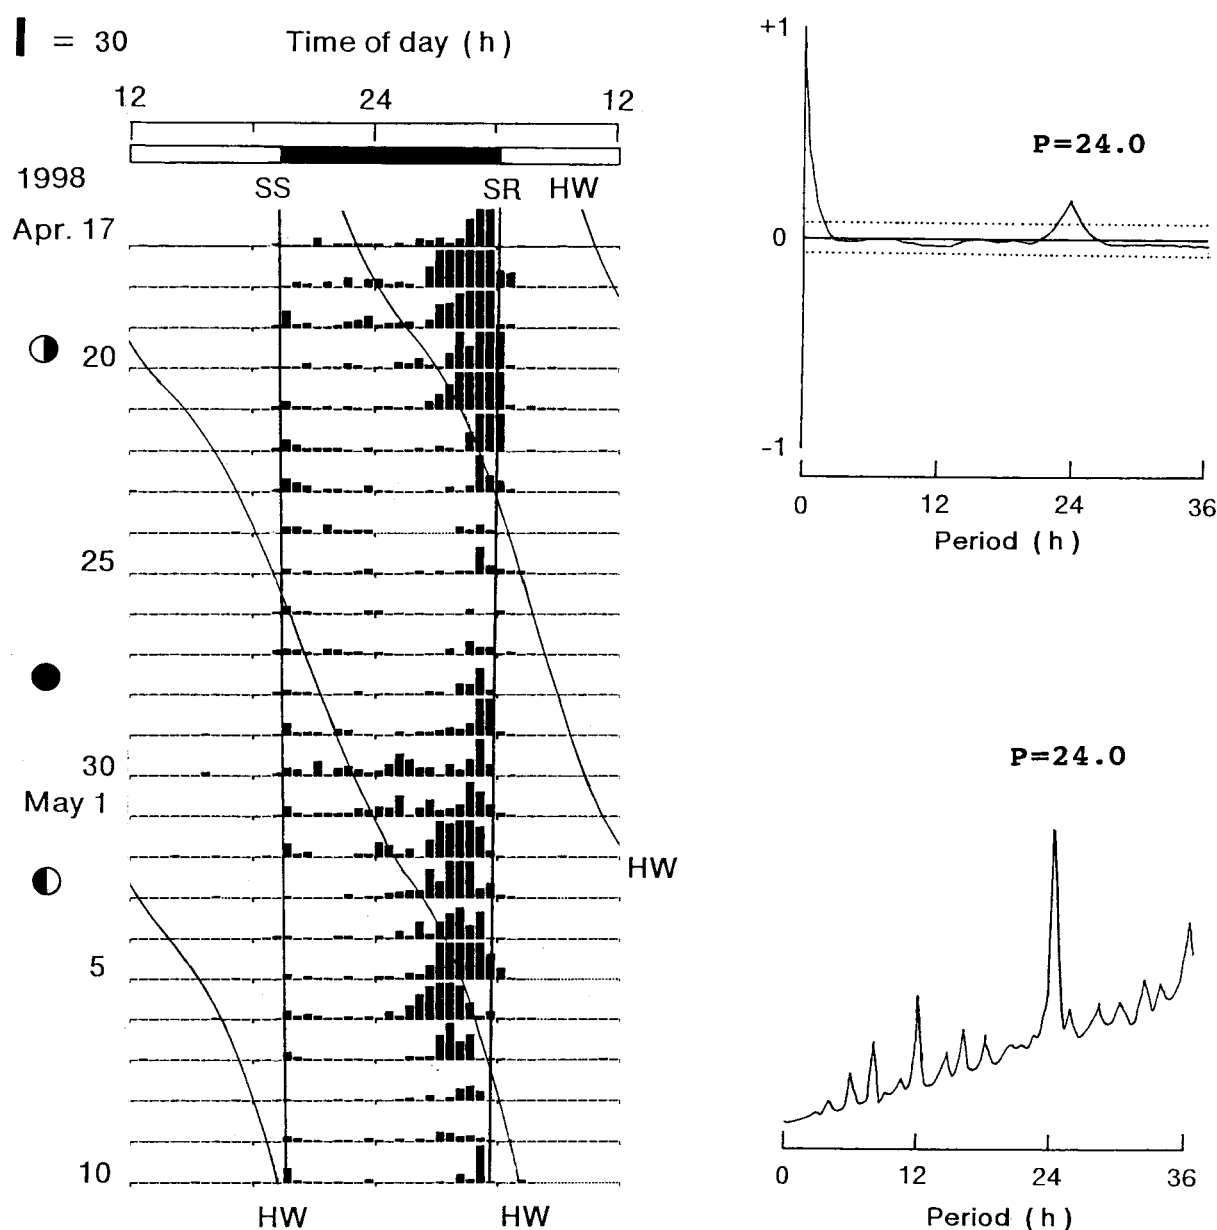 = 30
Time of day (h)
12 24 12
1998
SS SR HW
Apr. 17
20
25
30
May 1
HW
5
10
HW HW
+1
P=24.0
0
-1
0 12 24 36
Period (h)
P=24.0
0 12 24 36
Period (h)